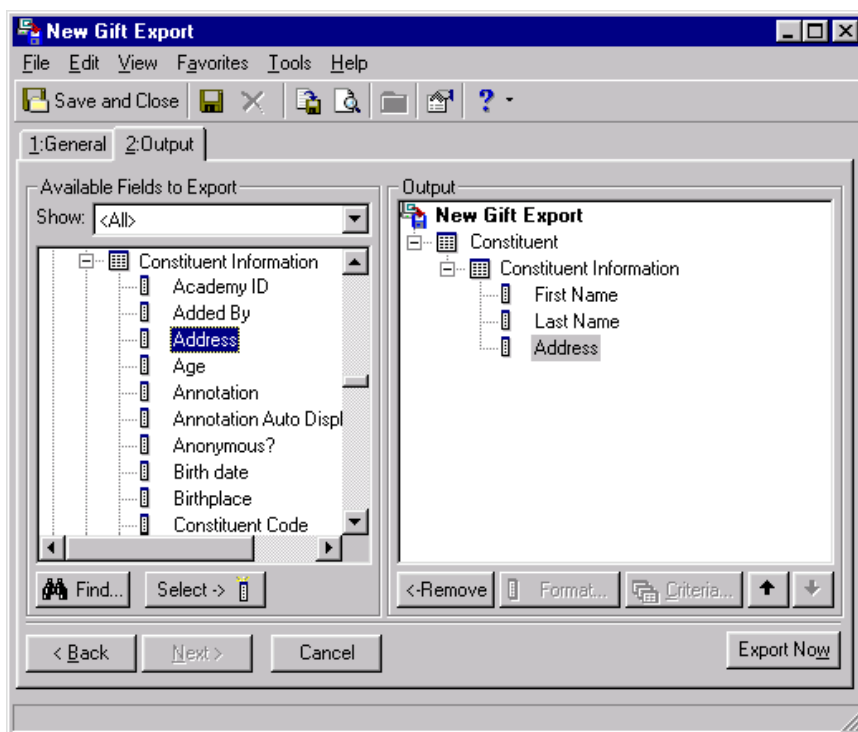 New Gift Export
File Edit View Favorites Tools Help
Save and Close
1:General 2:Output
Available Fields to Export
Show: <All>
Constituent Information
Academy ID
Added By
Address
Age
Annotation
Annotation Auto Displ
Anonymous?
Birth date
Birthplace
Constituent Code
Find... Select ->
Output
New Gift Export
Constituent
Constituent Information
First Name
Last Name
Address
<-Remove Format... Criteria...
< Back Next > Cancel Export Now